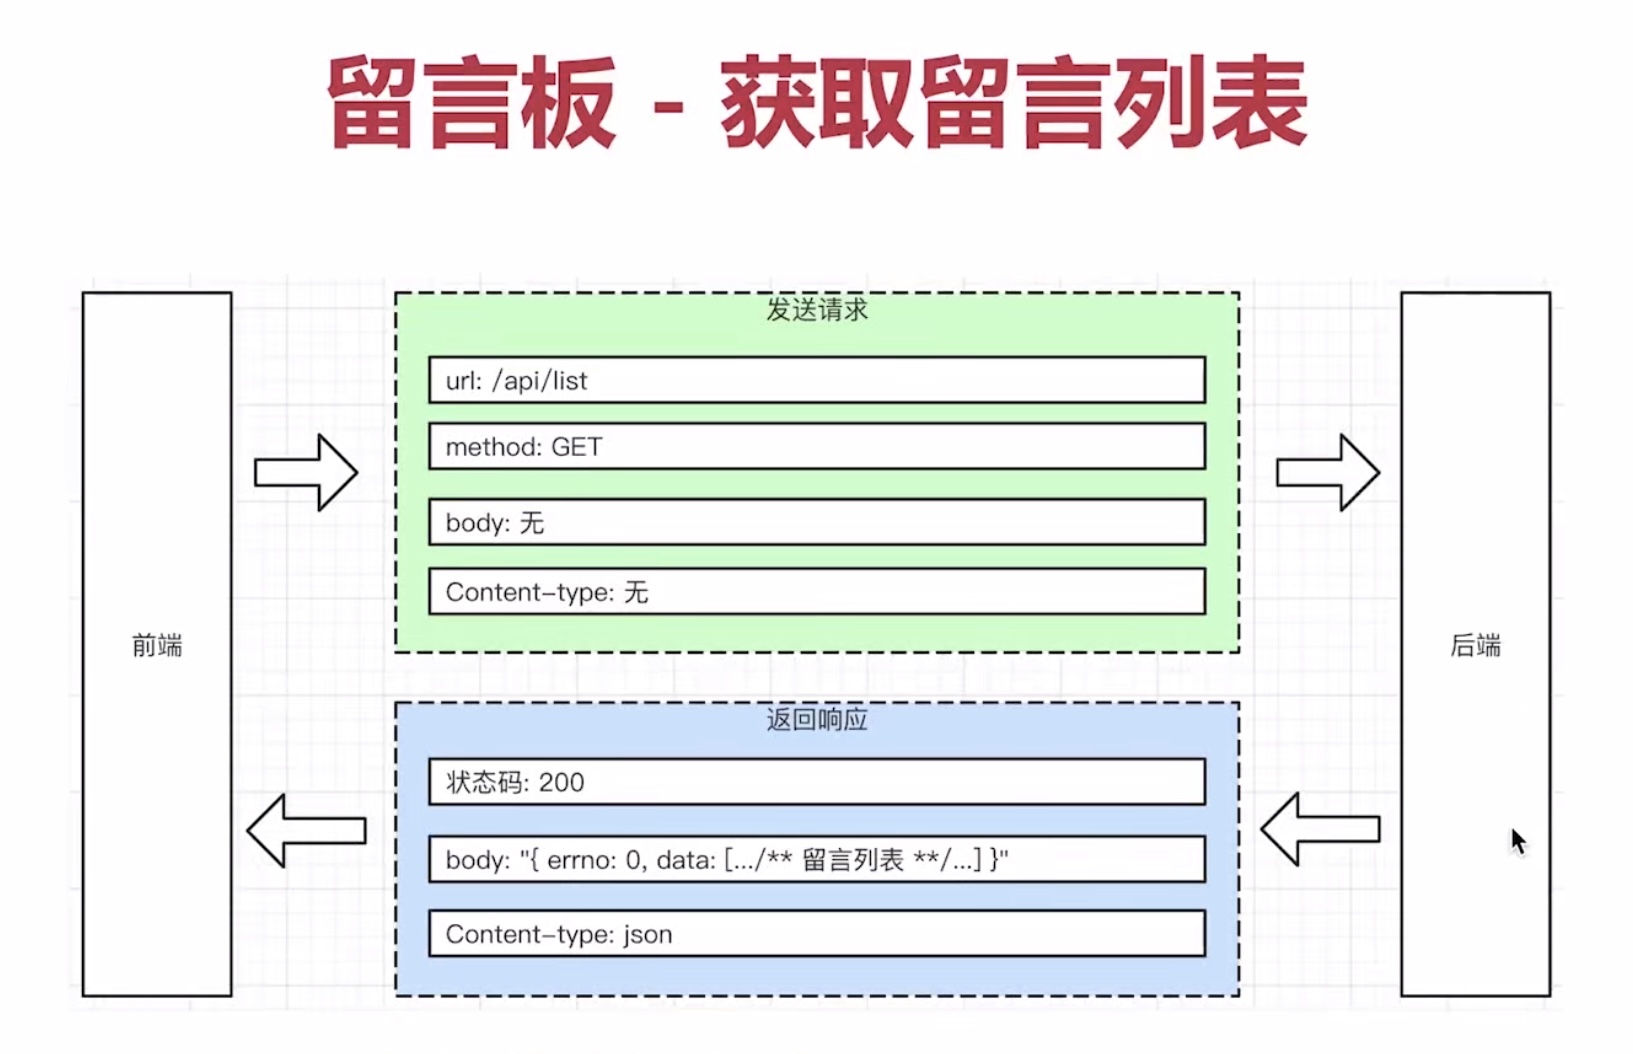 留言板 - 获取留言列表
发送请求
url: /api/list
method: GET
body: 无
Content-type: 无
前端
后端
返回响应
状态码: 200
body: "{ errno: 0, data: [.../** 留言列表 **/...] }"
Content-type: json